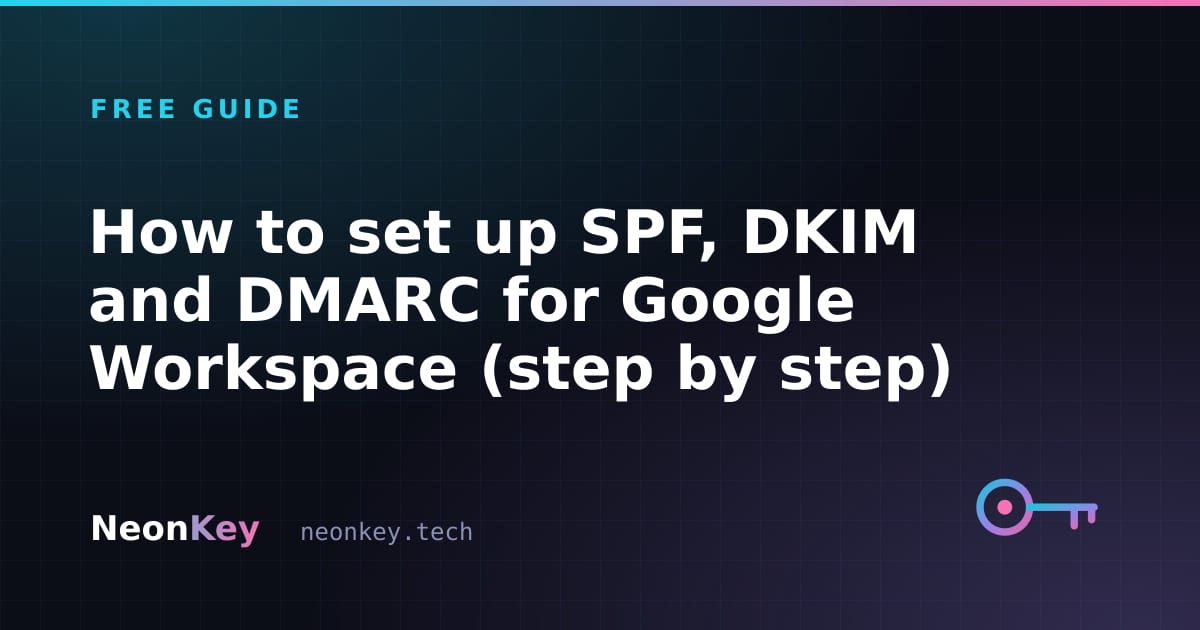 FREE GUIDE
How to set up SPF, DKIM
and DMARC for Google
Workspace (step by step)
NeonKey neonkey.tech